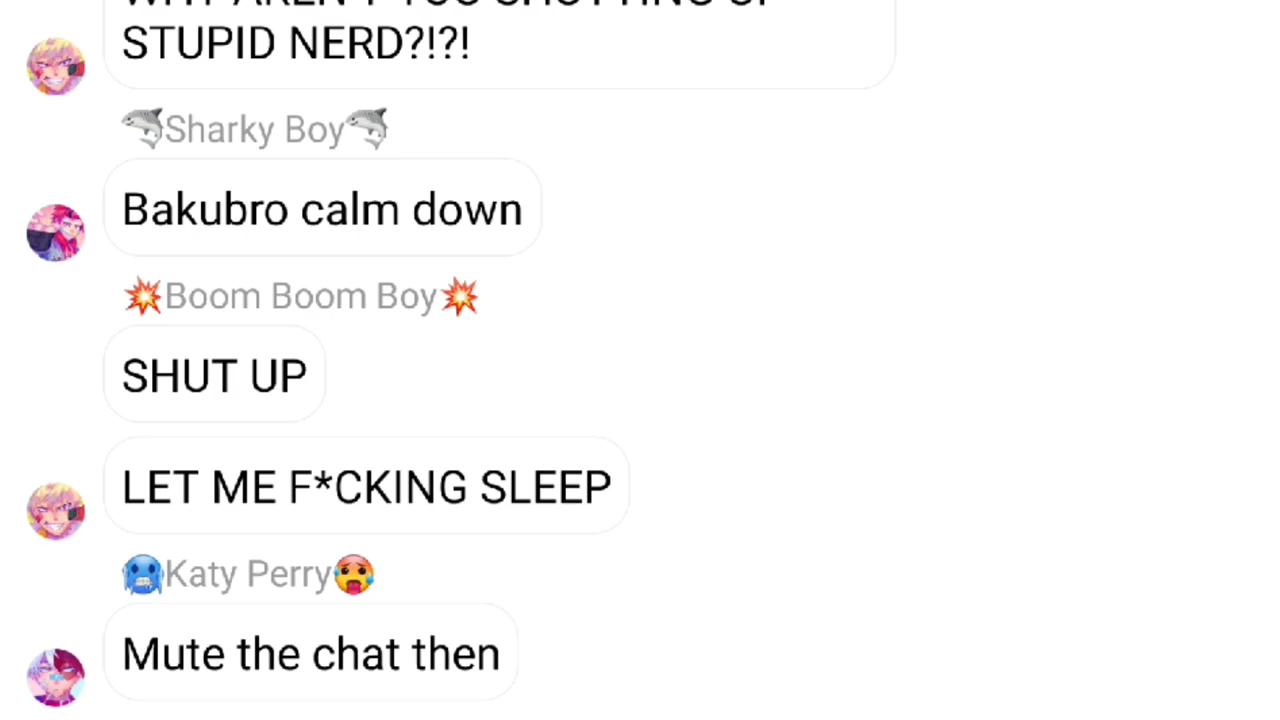 STUPID NERD?!?!
🦈Sharky Boy🦈
Bakubro calm down
💥Boom Boom Boy💥
SHUT UP
LET ME F*CKING SLEEP
🥶Katy Perry🥵
Mute the chat then